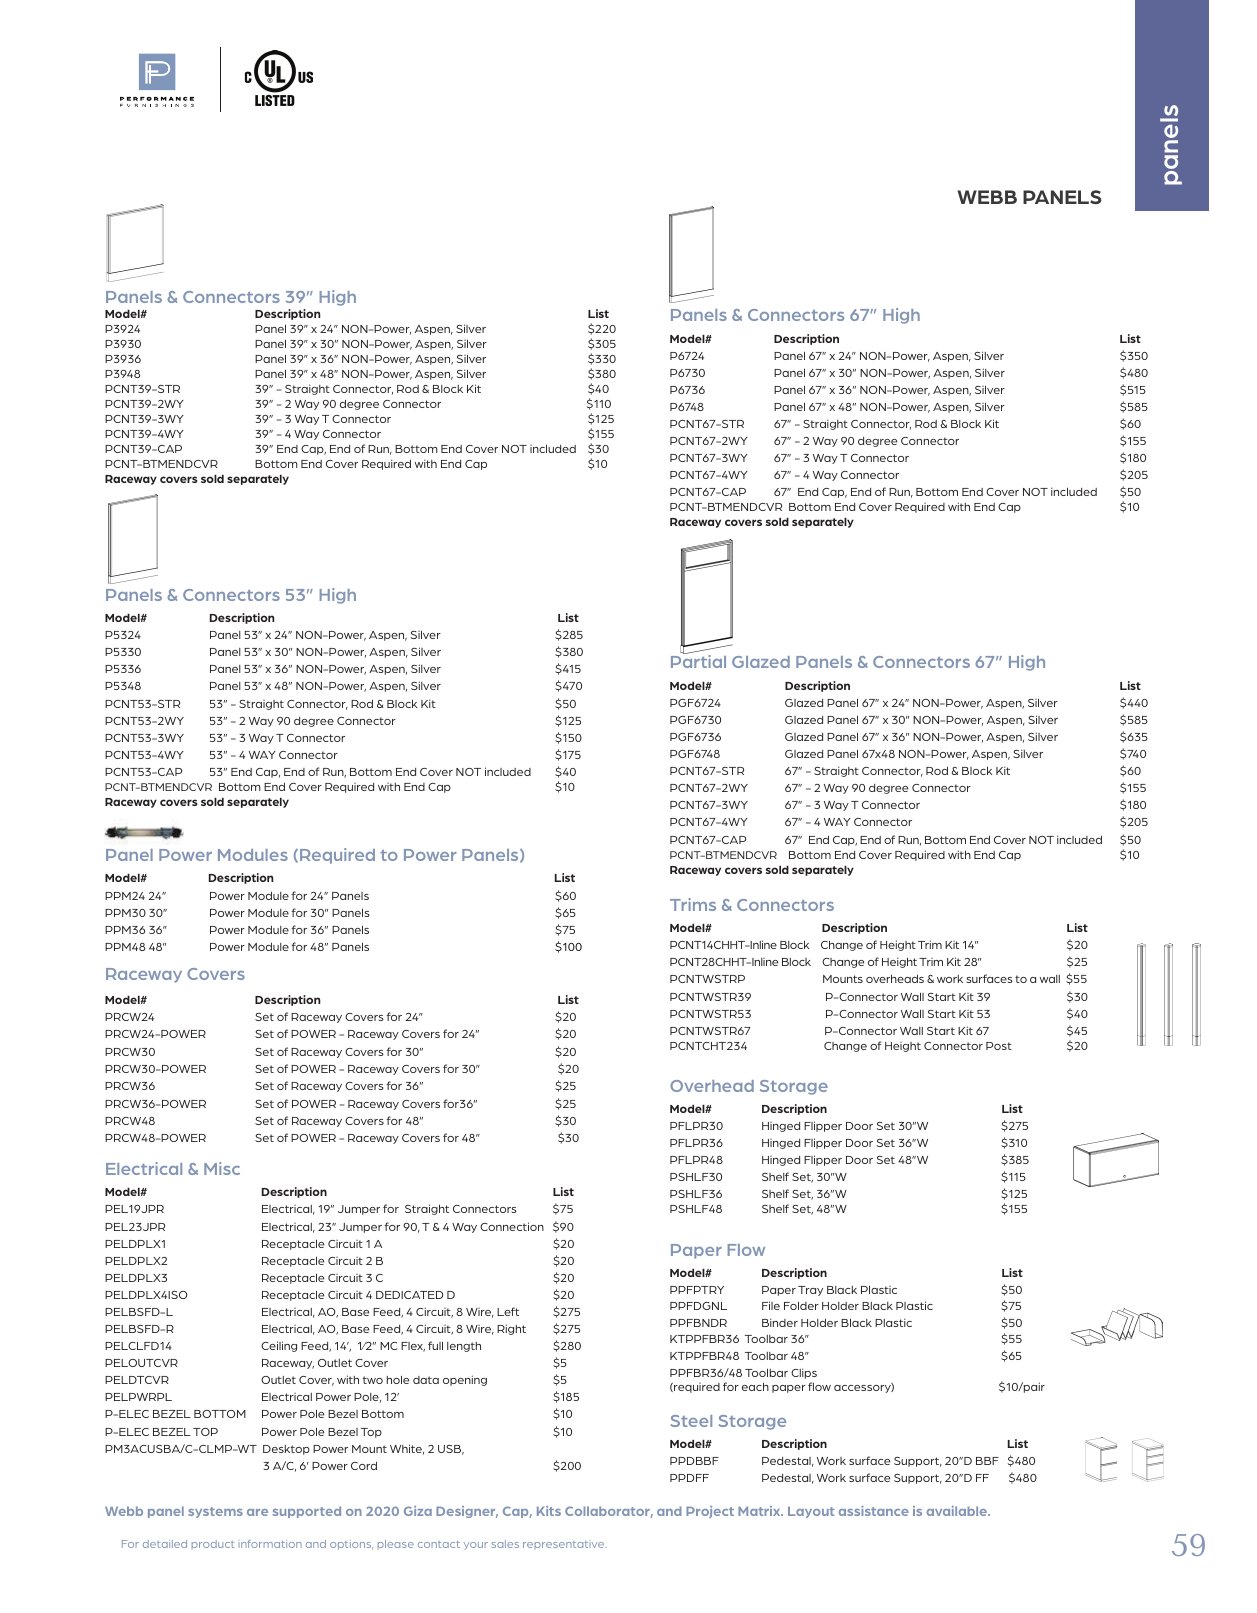 PERFORMANCE
FURNISHINGS
C UL US
®
LISTED
panels
WEBB PANELS
Panels & Connectors 39” High
Model# Description List
P3924 Panel 39” x 24” NON-Power, Aspen, Silver $220
P3930 Panel 39” x 30” NON-Power, Aspen, Silver $305
P3936 Panel 39” x 36” NON-Power, Aspen, Silver $330
P3948 Panel 39” x 48” NON-Power, Aspen, Silver $380
PCNT39-STR 39” - Straight Connector, Rod & Block Kit $40
PCNT39-2WY 39” - 2 Way 90 degree Connector $110
PCNT39-3WY 39” - 3 Way T Connector $125
PCNT39-4WY 39” - 4 Way Connector $155
PCNT39-CAP 39” End Cap, End of Run, Bottom End Cover NOT included $30
PCNT-BTMENDCVR Bottom End Cover Required with End Cap $10
Raceway covers sold separately
Panels & Connectors 53” High
Model# Description List
P5324 Panel 53” x 24” NON-Power, Aspen, Silver $285
P5330 Panel 53” x 30” NON-Power, Aspen, Silver $380
P5336 Panel 53” x 36” NON-Power, Aspen, Silver $415
P5348 Panel 53” x 48” NON-Power, Aspen, Silver $470
PCNT53-STR 53” - Straight Connector, Rod & Block Kit $50
PCNT53-2WY 53” - 2 Way 90 degree Connector $125
PCNT53-3WY 53” - 3 Way T Connector $150
PCNT53-4WY 53” - 4 WAY Connector $175
PCNT53-CAP 53” End Cap, End of Run, Bottom End Cover NOT included $40
PCNT-BTMENDCVR Bottom End Cover Required with End Cap $10
Raceway covers sold separately
Panel Power Modules (Required to Power Panels)
Model# Description List
PPM24 24” Power Module for 24” Panels $60
PPM30 30” Power Module for 30” Panels $65
PPM36 36” Power Module for 36” Panels $75
PPM48 48” Power Module for 48” Panels $100
Raceway Covers
Model# Description List
PRCW24 Set of Raceway Covers for 24” $20
PRCW24-POWER Set of POWER - Raceway Covers for 24” $20
PRCW30 Set of Raceway Covers for 30” $20
PRCW30-POWER Set of POWER - Raceway Covers for 30” $20
PRCW36 Set of Raceway Covers for 36” $25
PRCW36-POWER Set of POWER - Raceway Covers for36” $25
PRCW48 Set of Raceway Covers for 48” $30
PRCW48-POWER Set of POWER - Raceway Covers for 48” $30
Electrical & Misc
Model# Description List
PEL19JPR Electrical, 19” Jumper for Straight Connectors $75
PEL23JPR Electrical, 23” Jumper for 90, T & 4 Way Connection $90
PELDPLX1 Receptacle Circuit 1 A $20
PELDPLX2 Receptacle Circuit 2 B $20
PELDPLX3 Receptacle Circuit 3 C $20
PELDPLX4ISO Receptacle Circuit 4 DEDICATED D $20
PELBSFD-L Electrical, AO, Base Feed, 4 Circuit, 8 Wire, Left $275
PELBSFD-R Electrical, AO, Base Feed, 4 Circuit, 8 Wire, Right $275
PELCLFD14 Ceiling Feed, 14’, 1⁄2” MC Flex, full length $280
PELOUTCVR Raceway, Outlet Cover $5
PELDTCVR Outlet Cover, with two hole data opening $5
PELPWRPL Electrical Power Pole, 12’ $185
P-ELEC BEZEL BOTTOM Power Pole Bezel Bottom $10
P-ELEC BEZEL TOP Power Pole Bezel Top $10
PM3ACUSBA/C-CLMP-WT Desktop Power Mount White, 2 USB,
3 A/C, 6’ Power Cord $200
Panels & Connectors 67” High
Model# Description List
P6724 Panel 67” x 24” NON-Power, Aspen, Silver $350
P6730 Panel 67” x 30” NON-Power, Aspen, Silver $480
P6736 Panel 67” x 36” NON-Power, Aspen, Silver $515
P6748 Panel 67” x 48” NON-Power, Aspen, Silver $585
PCNT67-STR 67” - Straight Connector, Rod & Block Kit $60
PCNT67-2WY 67” - 2 Way 90 degree Connector $155
PCNT67-3WY 67” - 3 Way T Connector $180
PCNT67-4WY 67” - 4 Way Connector $205
PCNT67-CAP 67” End Cap, End of Run, Bottom End Cover NOT included $50
PCNT-BTMENDCVR Bottom End Cover Required with End Cap $10
Raceway covers sold separately
Partial Glazed Panels & Connectors 67” High
Model# Description List
PGF6724 Glazed Panel 67” x 24” NON-Power, Aspen, Silver $440
PGF6730 Glazed Panel 67” x 30” NON-Power, Aspen, Silver $585
PGF6736 Glazed Panel 67” x 36” NON-Power, Aspen, Silver $635
PGF6748 Glazed Panel 67x48 NON-Power, Aspen, Silver $740
PCNT67-STR 67” - Straight Connector, Rod & Block Kit $60
PCNT67-2WY 67” - 2 Way 90 degree Connector $155
PCNT67-3WY 67” - 3 Way T Connector $180
PCNT67-4WY 67” - 4 WAY Connector $205
PCNT67-CAP 67” End Cap, End of Run, Bottom End Cover NOT included $50
PCNT-BTMENDCVR Bottom End Cover Required with End Cap $10
Raceway covers sold separately
Trims & Connectors
Model# Description List
PCNT14CHHT-Inline Block Change of Height Trim Kit 14” $20
PCNT28CHHT-Inline Block Change of Height Trim Kit 28” $25
PCNTWSTRP Mounts overheads & work surfaces to a wall $55
PCNTWSTR39 P-Connector Wall Start Kit 39 $30
PCNTWSTR53 P-Connector Wall Start Kit 53 $40
PCNTWSTR67 P-Connector Wall Start Kit 67 $45
PCNTCHT234 Change of Height Connector Post $20
Overhead Storage
Model# Description List
PFLPR30 Hinged Flipper Door Set 30”W $275
PFLPR36 Hinged Flipper Door Set 36”W $310
PFLPR48 Hinged Flipper Door Set 48”W $385
PSHLF30 Shelf Set, 30”W $115
PSHLF36 Shelf Set, 36”W $125
PSHLF48 Shelf Set, 48”W $155
Paper Flow
Model# Description List
PPFPTRY Paper Tray Black Plastic $50
PPFDGNL File Folder Holder Black Plastic $75
PPFBNDR Binder Holder Black Plastic $50
KTPPFBR36 Toolbar 36” $55
KTPPFBR48 Toolbar 48” $65
PPFBR36/48 Toolbar Clips
(required for each paper flow accessory) $10/pair
Steel Storage
Model# Description List
PPDBBF Pedestal, Work surface Support, 20”D BBF $480
PPDFF Pedestal, Work surface Support, 20”D FF $480
Webb panel systems are supported on 2020 Giza Designer, Cap, Kits Collaborator, and Project Matrix. Layout assistance is available.
For detailed product information and options, please contact your sales representative.
59